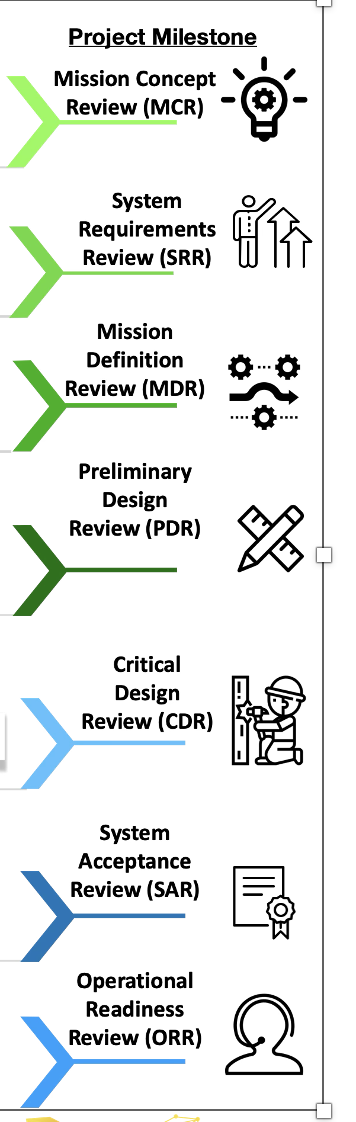 Project Milestone
Mission Concept
Review (MCR)
System
Requirements
Review (SRR)
Mission
Definition
Review (MDR)
Preliminary
Design
Review (PDR)
Critical
Design
Review (CDR)
System
Acceptance
Review (SAR)
Operational
Readiness
Review (ORR)